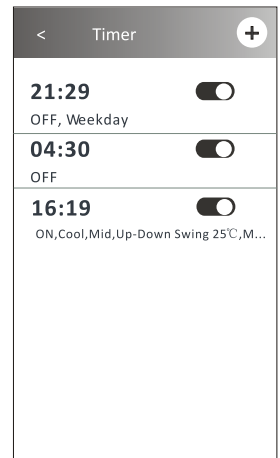 < Timer +
21:29
OFF, Weekday
04:30
OFF
16:19
ON,Cool,Mid,Up-Down Swing 25℃,M...